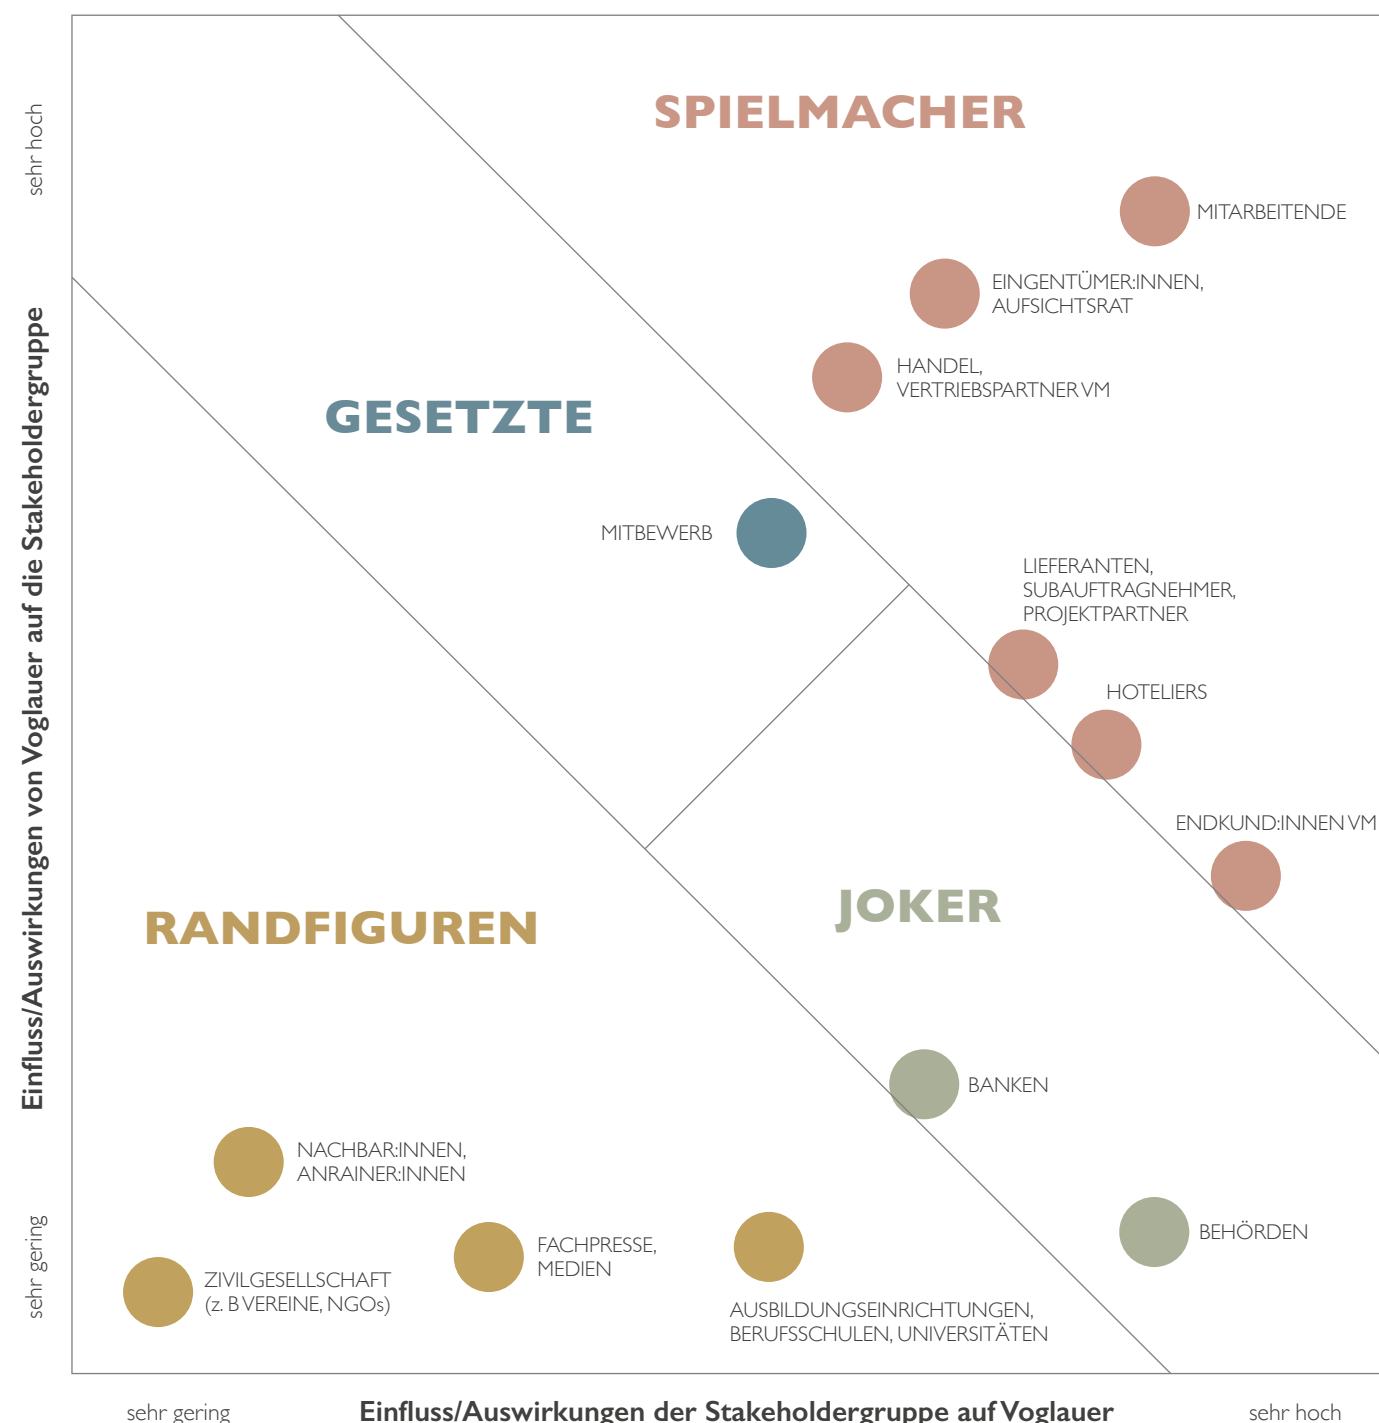 SPIELMACHER
sehr hoch
MITARBEITENDE
EINGENTÜMER:INNEN,
AUFSICHTSRAT
HANDEL,
VERTRIEBSPARTNER VM
GESETZTE
MITBEWERB
LIEFERANTEN,
SUBAUFTRAGNEHMER,
PROJEKTPARTNER
HOTELIERS
Einfluss/Auswirkungen von Voglauer auf die Stakeholdergruppe
ENDKUND:INNEN VM
JOKER
RANDFIGUREN
BANKEN
NACHBAR:INNEN,
ANRAINER:INNEN
BEHÖRDEN
FACHPRESSE,
MEDIEN
sehr gering
ZIVILGESELLSCHAFT
(z. B VEREINE, NGOs)
AUSBILDUNGSEINRICHTUNGEN,
BERUFSSCHULEN, UNIVERSITÄTEN
sehr gering
Einfluss/Auswirkungen der Stakeholdergruppe auf Voglauer
sehr hoch